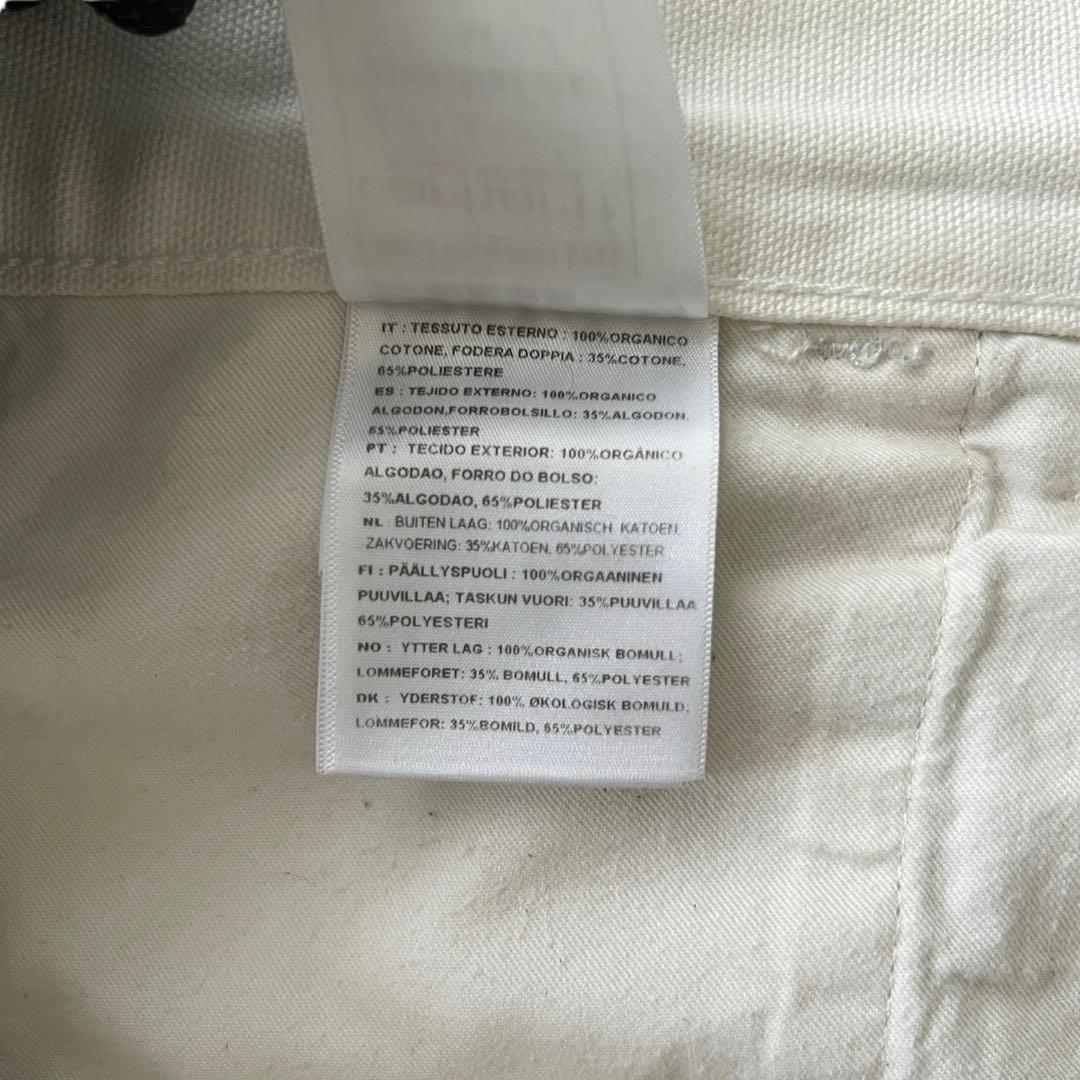 IT : TESSUTO ESTERNO : 100%ORGANICO
COTONE, FODERA DOPPIA : 35%COTONE,
65%POLIESTERE
ES : TEJIDO EXTERNO: 100%ORGANICO
ALGODON,FORROBOLSILLO: 35%ALGODON,
65%POLIESTER
PT : TECIDO EXTERIOR: 100%ORGÂNICO
ALGODAO, FORRO DO BOLSO:
35%ALGODAO, 65%POLIESTER
NL : BUITEN LAAG: 100%ORGANISCH KATOEN,
ZAKVOERING: 35%KATOEN, 65%POLYESTER
FI : PÄÄLLYSPUOLI : 100%ORGAANINEN
PUUVILLAA; TASKUN VUORI: 35%PUUVILLAA
65%POLYESTERI
NO : YTTER LAG : 100%ORGANISK BOMULL;
LOMMEFORET: 35% BOMULL, 65%POLYESTER
DK : YDERSTOF: 100% ØKOLOGISK BOMULD,
LOMMEFOR: 35%BOMILD, 65%POLYESTER